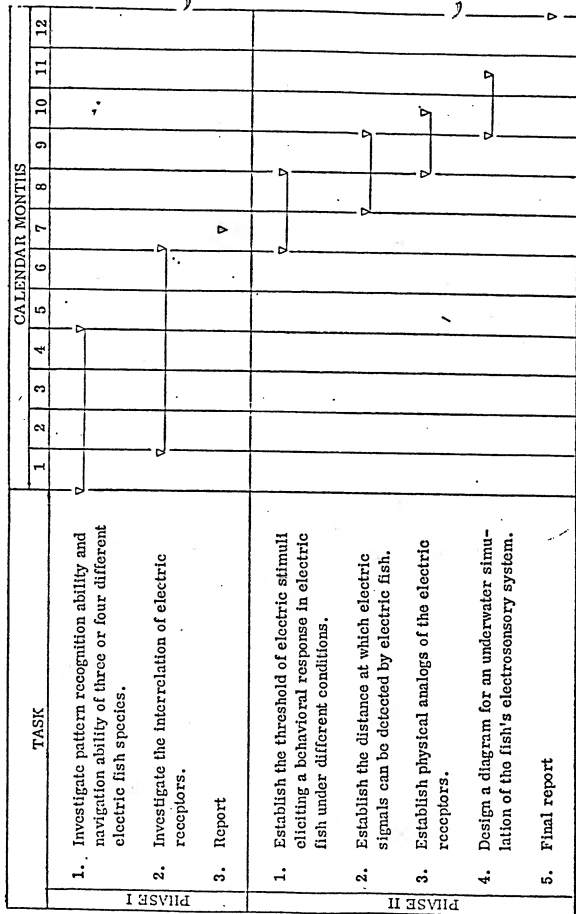 TASK
CALENDAR MONTHS
1 2 3 4 5 6 7 8 9 10 11 12
PHASE I
1. Investigate pattern recognition ability and
navigation ability of three or four different
electric fish species.
2. Investigate the interrelation of electric
receptors.
3. Report
PHASE II
1. Establish the threshold of electric stimuli
eliciting a behavioral response in electric
fish under different conditions.
2. Establish the distance at which electric
signals can be detected by electric fish.
3. Establish physical analogs of the electric
receptors.
4. Design a diagram for an underwater simu-
lation of the fish's electrosensory system.
5. Final report